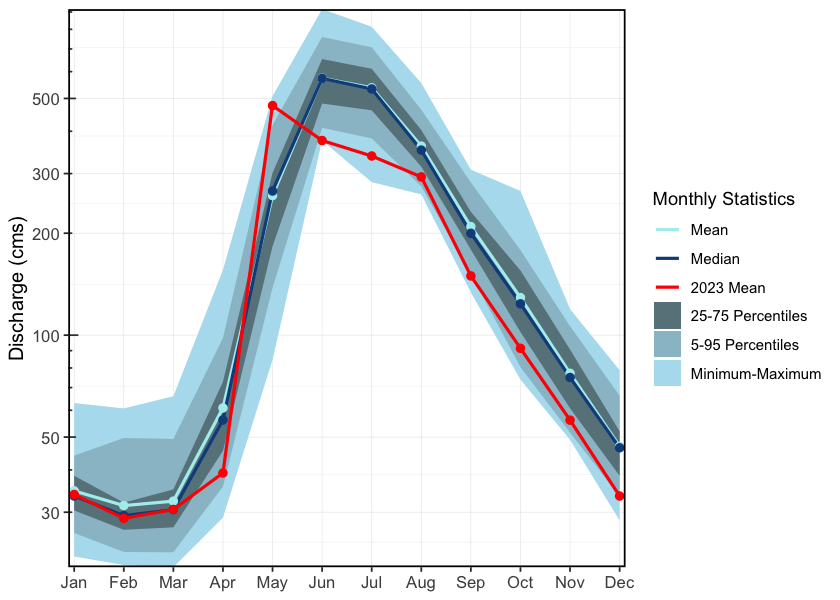 Discharge (cms)
500
300
200
100
50
30
Jan Feb Mar Apr May Jun Jul Aug Sep Oct Nov Dec
Monthly Statistics
Mean
Median
2023 Mean
25-75 Percentiles
5-95 Percentiles
Minimum-Maximum